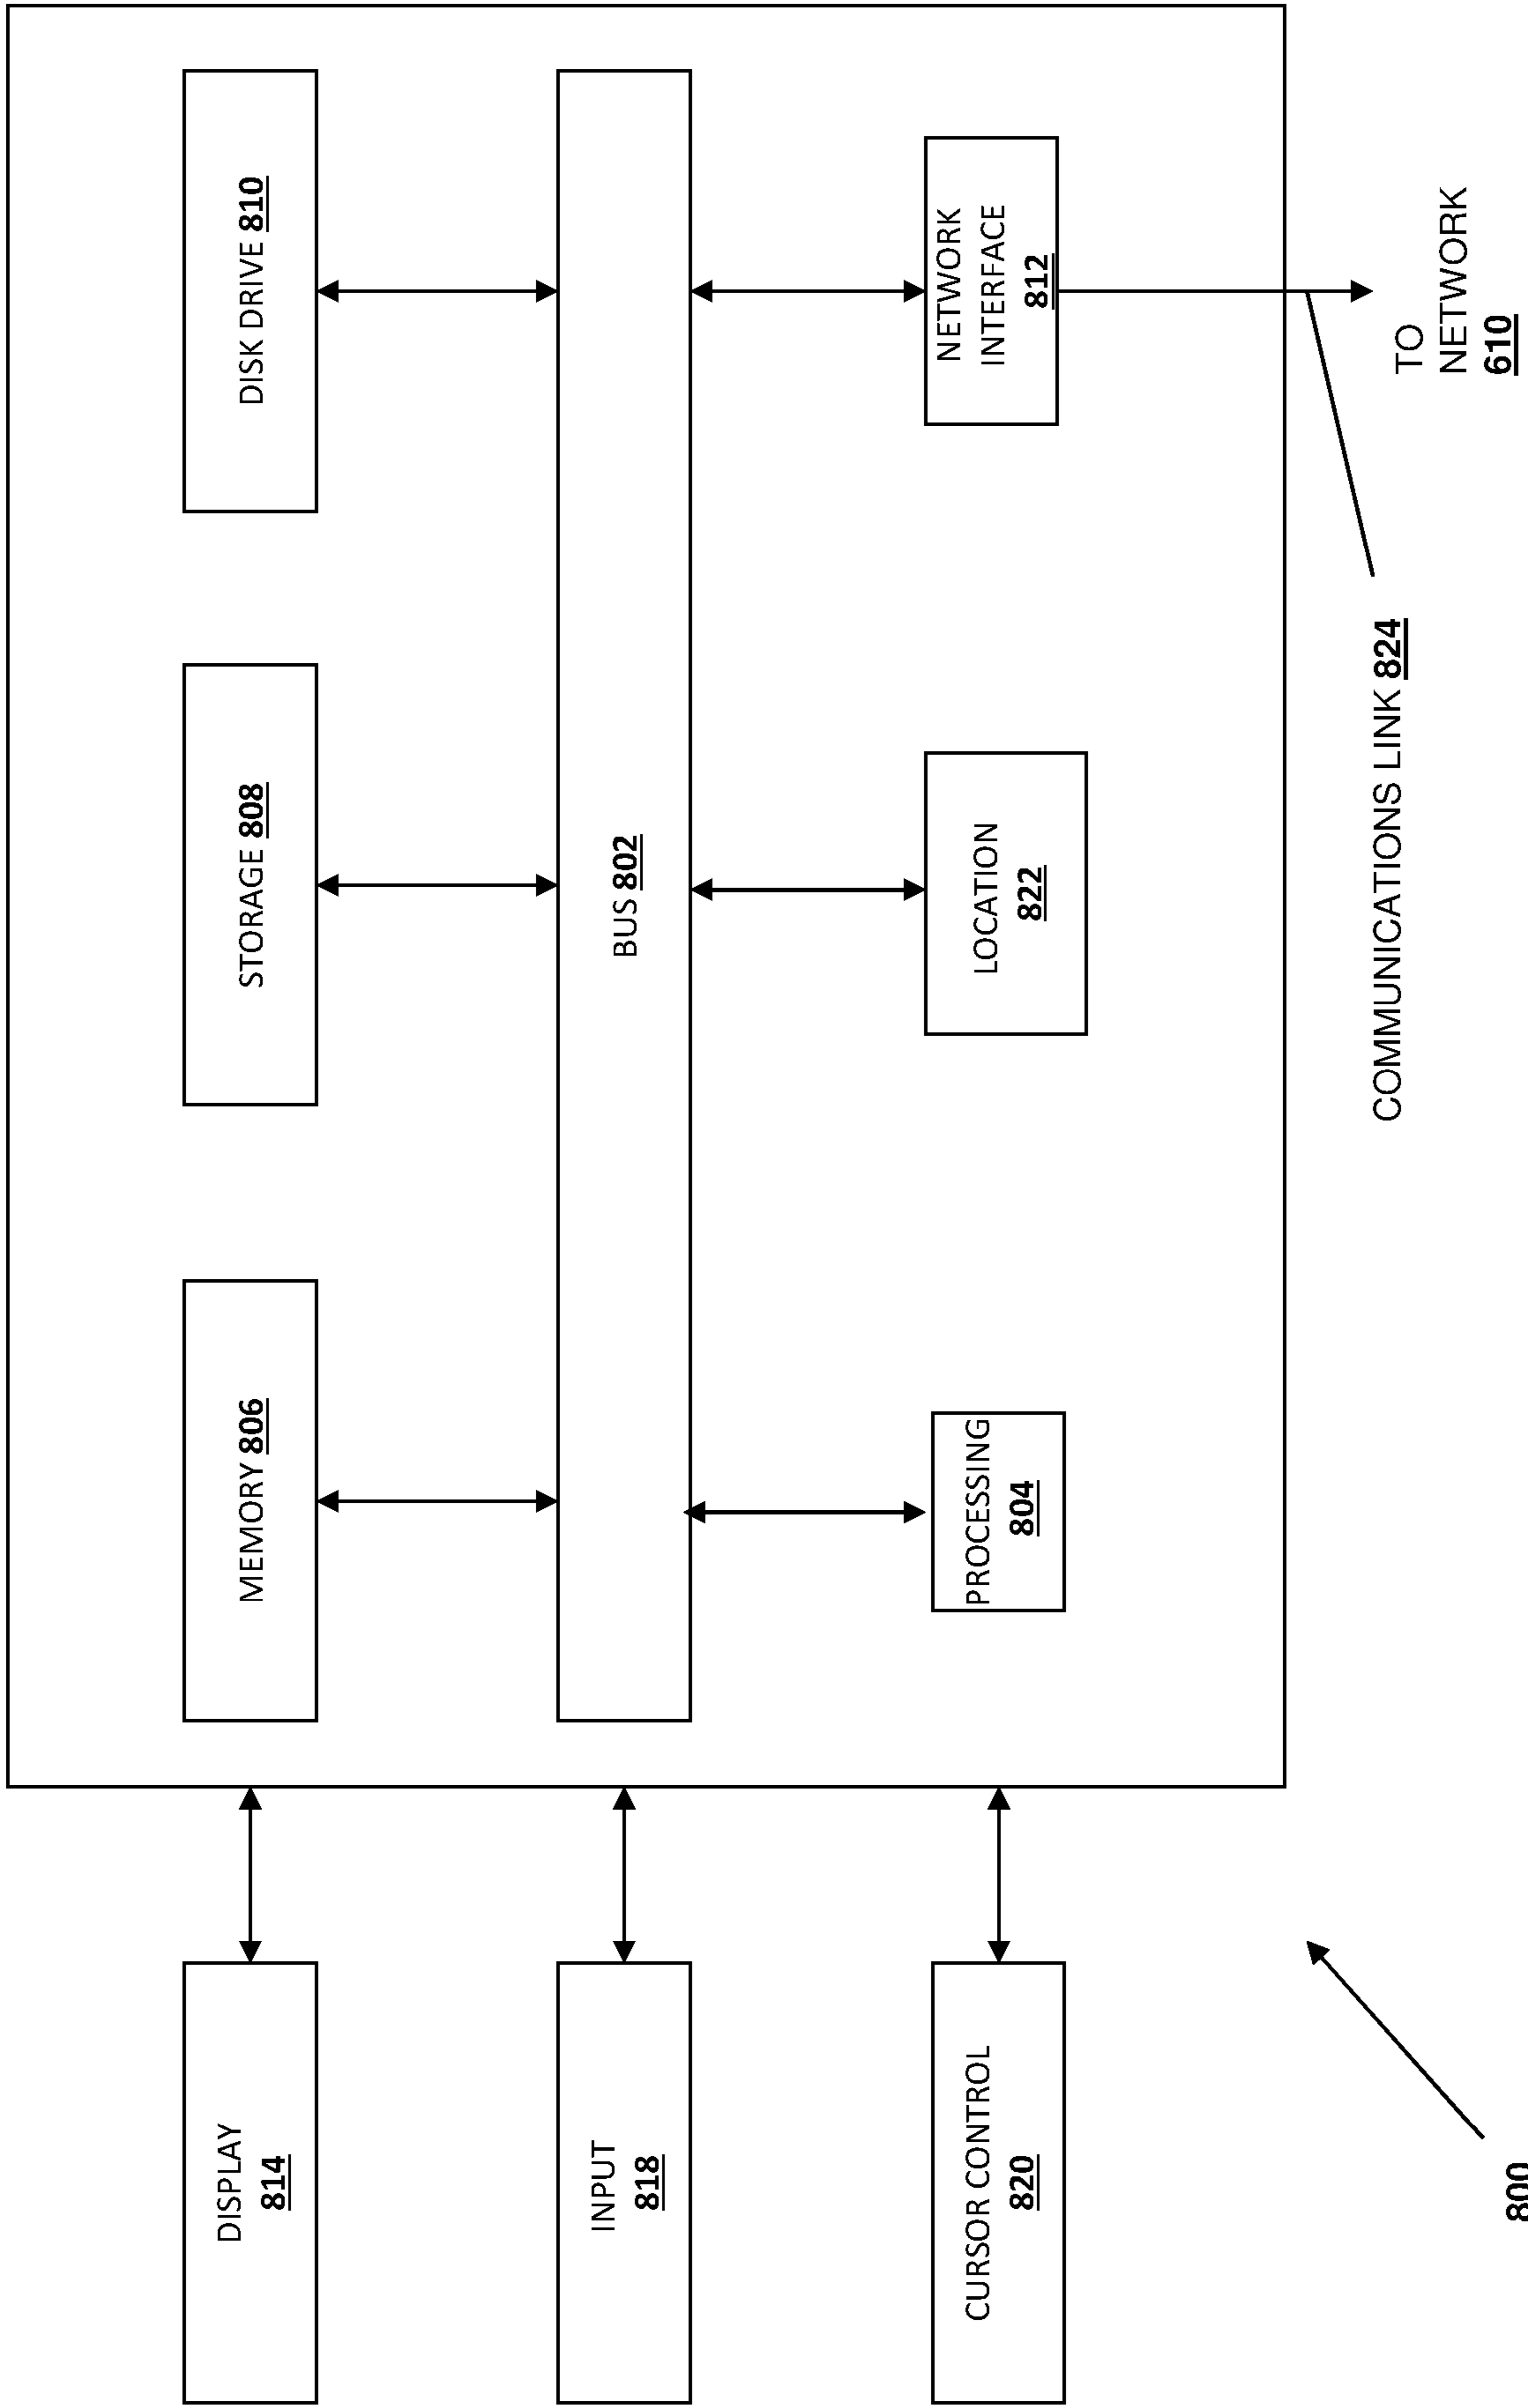 DISPLAY
814
INPUT
818
CURSOR CONTROL
820
MEMORY 806
STORAGE 808
DISK DRIVE 810
BUS 802
PROCESSING
804
LOCATION
822
NETWORK
INTERFACE
812
COMMUNICATIONS LINK 824
TO
NETWORK
610
800